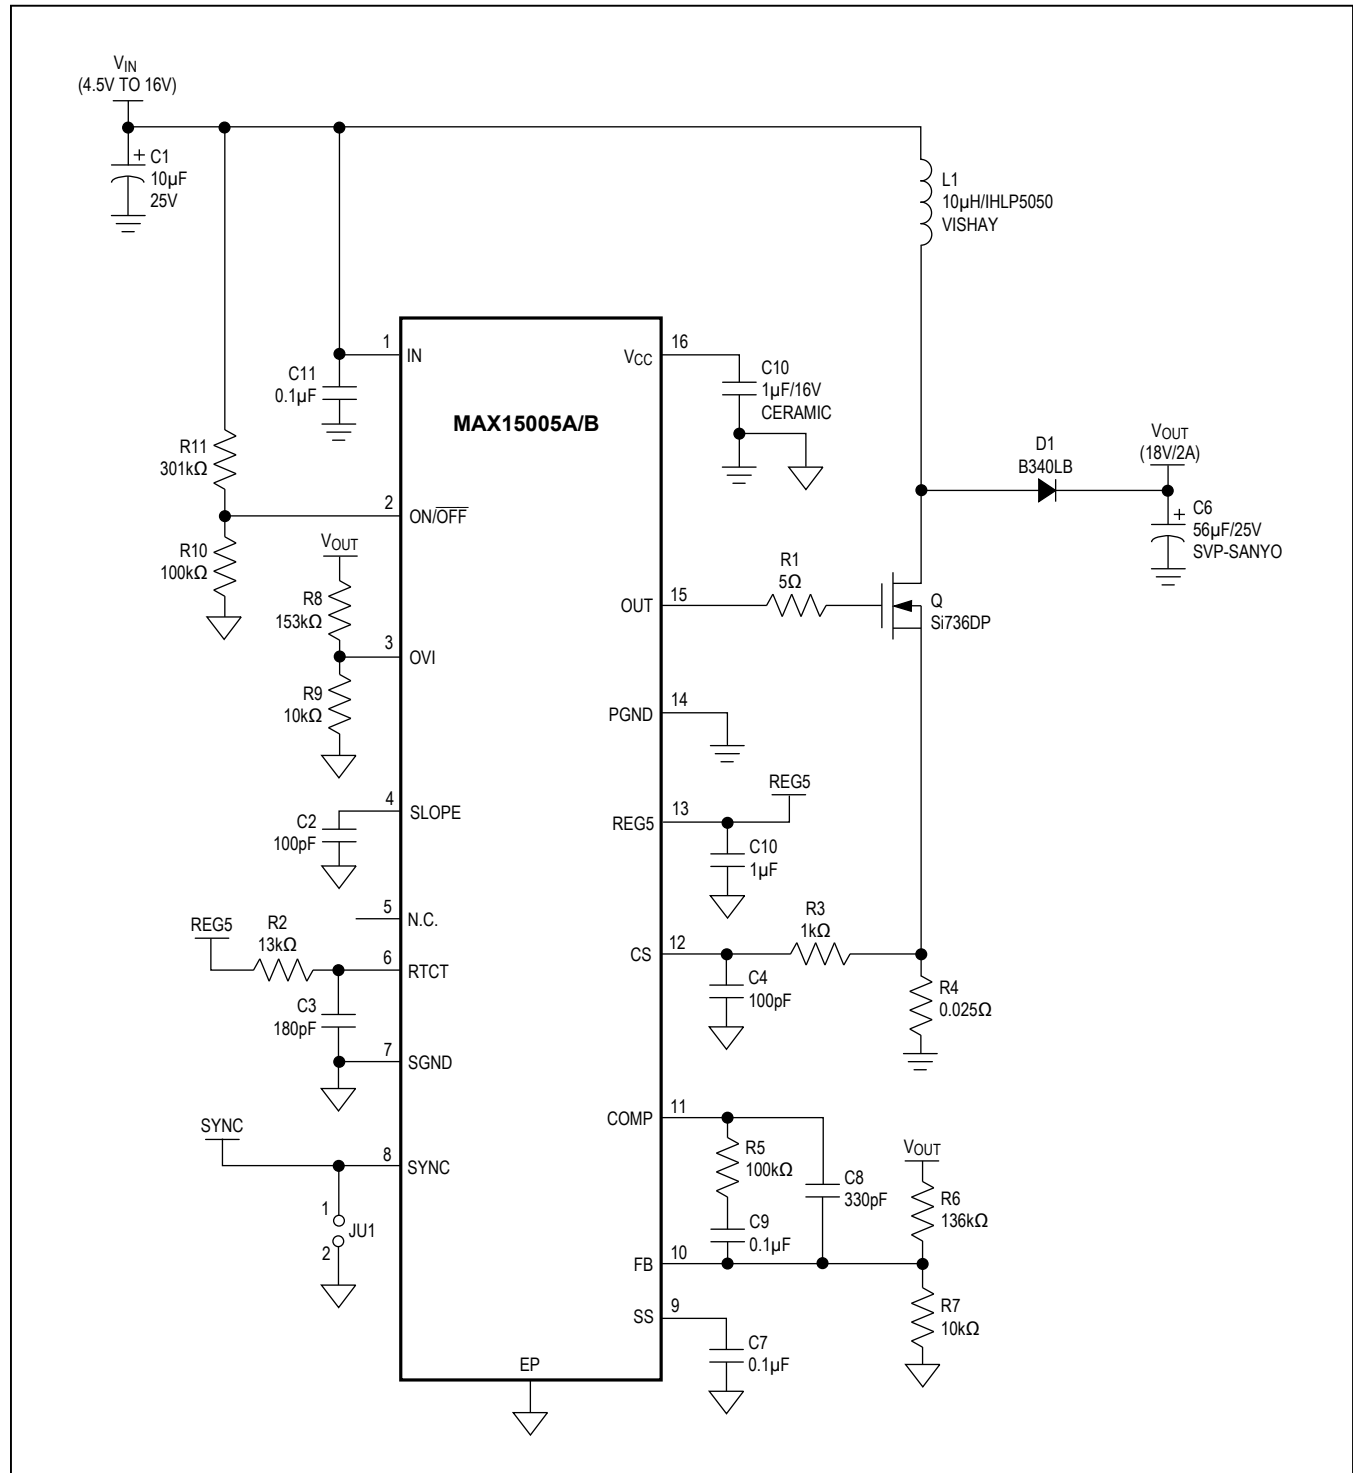 VIN
(4.5V TO 16V)
+ C1
10µF
25V
L1
10µH/IHLP5050
VISHAY
1
IN
C11
0.1µF
MAX15005A/B
16
VCC
C10
1µF/16V
CERAMIC
R11
301kΩ
2
ON/OFF
R10
100kΩ
VOUT
R8
153kΩ
3
OVI
R9
10kΩ
D1
B340LB
VOUT
(18V/2A)
+ C6
56µF/25V
SVP-SANYO
OUT
15
R1
5Ω
Q
Si736DP
PGND
14
4
SLOPE
C2
100pF
REG5
13
REG5
C10
1µF
5
N.C.
REG5
R2
13kΩ
6
RTCT
C3
180pF
7
SGND
CS
12
R3
1kΩ
C4
100pF
R4
0.025Ω
SYNC
8
SYNC
1
2
JU1
COMP
11
R5
100kΩ
C9
0.1µF
C8
330pF
VOUT
R6
136kΩ
FB
10
R7
10kΩ
SS
9
C7
0.1µF
EP